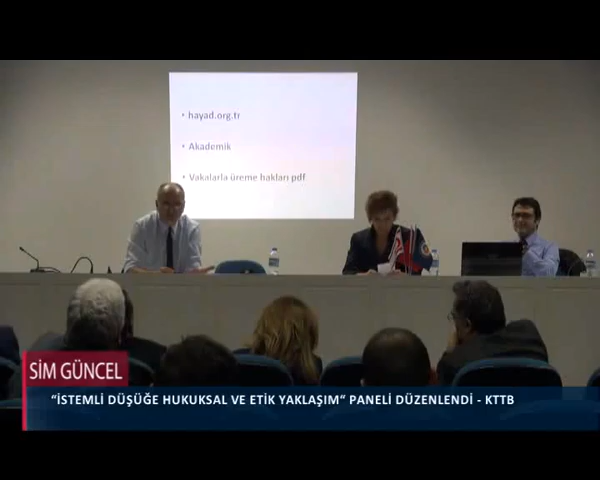 • hayad.org.tr
• Akademik
• Vakalarla üreme hakları pdf
SİM GÜNCEL
“İSTEMLİ DÜŞÜĞE HUKUKSAL VE ETİK YAKLAŞIM“ PANELİ DÜZENLENDİ - KTTB